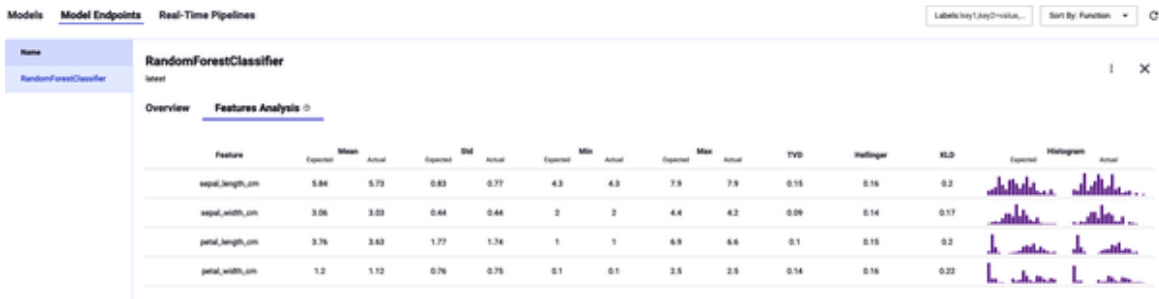 Models Model Endpoints Real-Time Pipelines Labels:key1,key2=value,... Sort By: Function
Name
RandomForestClassifier
RandomForestClassifier
latest
Overview Features Analysis
Feature Mean Std Min Max TVD Hellinger KLD Histogram
Expected Actual Expected Actual Expected Actual Expected Actual Expected Actual
sepal_length_cm 5.84 5.73 0.83 0.77 4.3 4.3 7.9 7.9 0.15 0.16 0.2
sepal_width_cm 3.06 3.03 0.44 0.44 2 2 4.4 4.2 0.09 0.14 0.17
petal_length_cm 3.76 3.63 1.77 1.74 1 1 6.9 6.6 0.1 0.15 0.2
petal_width_cm 1.2 1.12 0.76 0.75 0.1 0.1 2.5 2.5 0.14 0.16 0.22